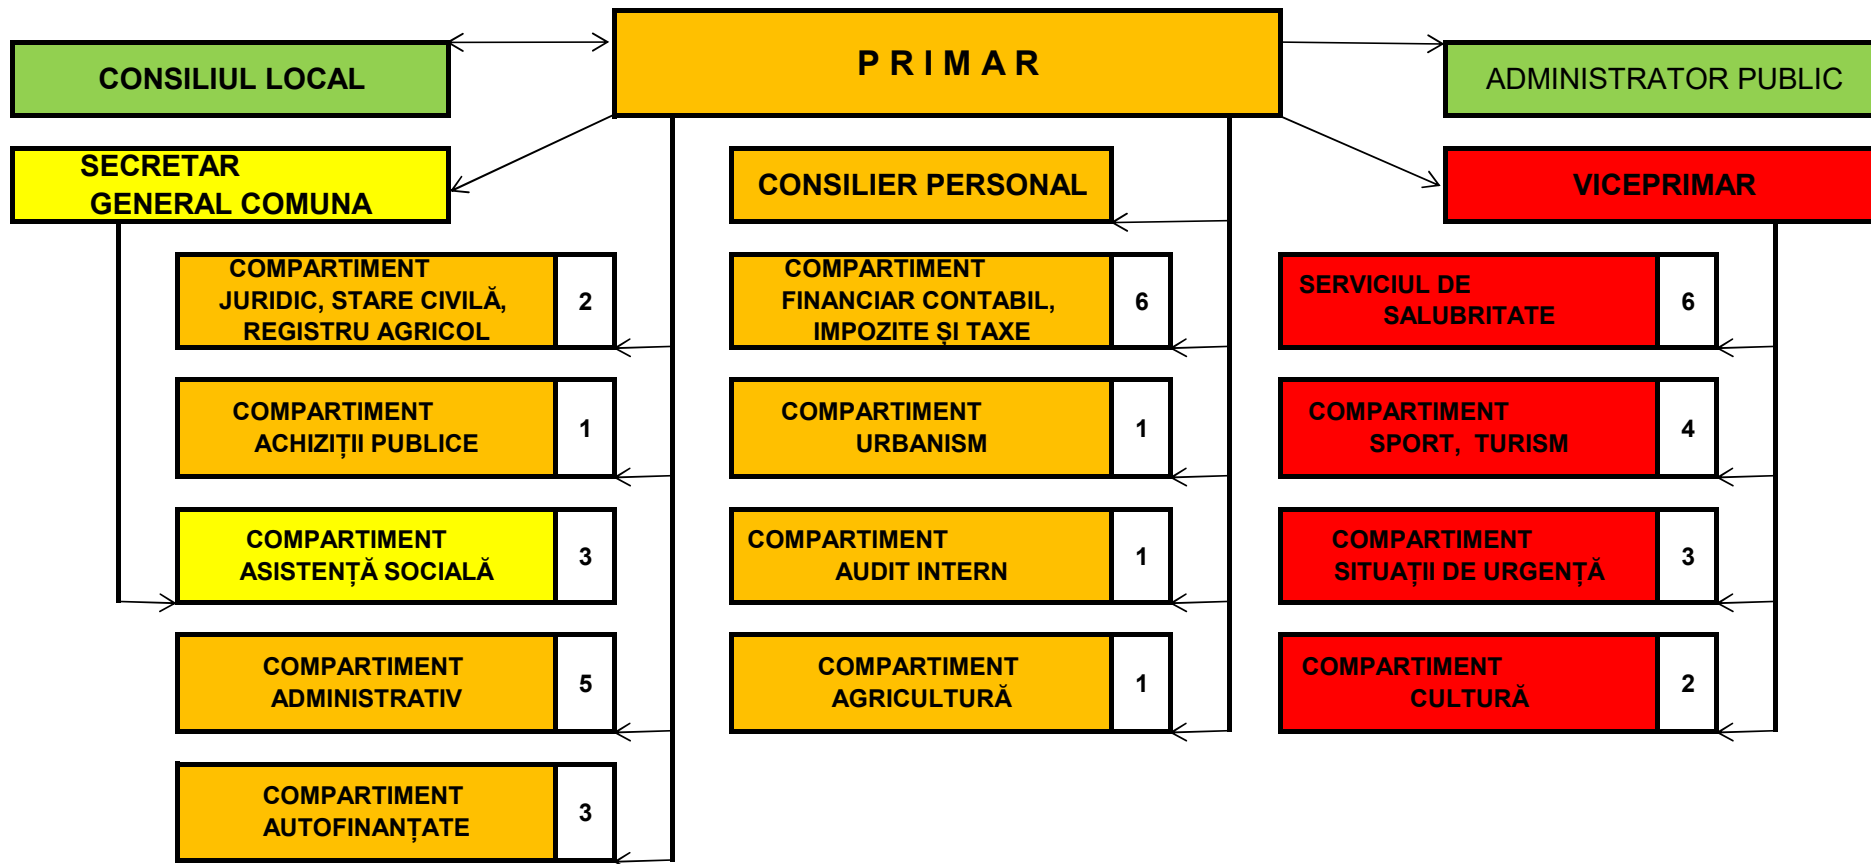 P R I M A R
CONSILIUL LOCAL
ADMINISTRATOR PUBLIC
SECRETAR
GENERAL COMUNA
CONSILIER PERSONAL
VICEPRIMAR
COMPARTIMENT
JURIDIC, STARE CIVILĂ,
REGISTRU AGRICOL
2
COMPARTIMENT
FINANCIAR CONTABIL,
IMPOZITE ȘI TAXE
6
SERVICIUL DE
SALUBRITATE
6
COMPARTIMENT
ACHIZIȚII PUBLICE
1
COMPARTIMENT
URBANISM
1
COMPARTIMENT
SPORT, TURISM
4
COMPARTIMENT
ASISTENȚĂ SOCIALĂ
3
COMPARTIMENT
AUDIT INTERN
1
COMPARTIMENT
SITUAȚII DE URGENȚĂ
3
COMPARTIMENT
ADMINISTRATIV
5
COMPARTIMENT
AGRICULTURĂ
1
COMPARTIMENT
CULTURĂ
2
COMPARTIMENT
AUTOFINANȚATE
3